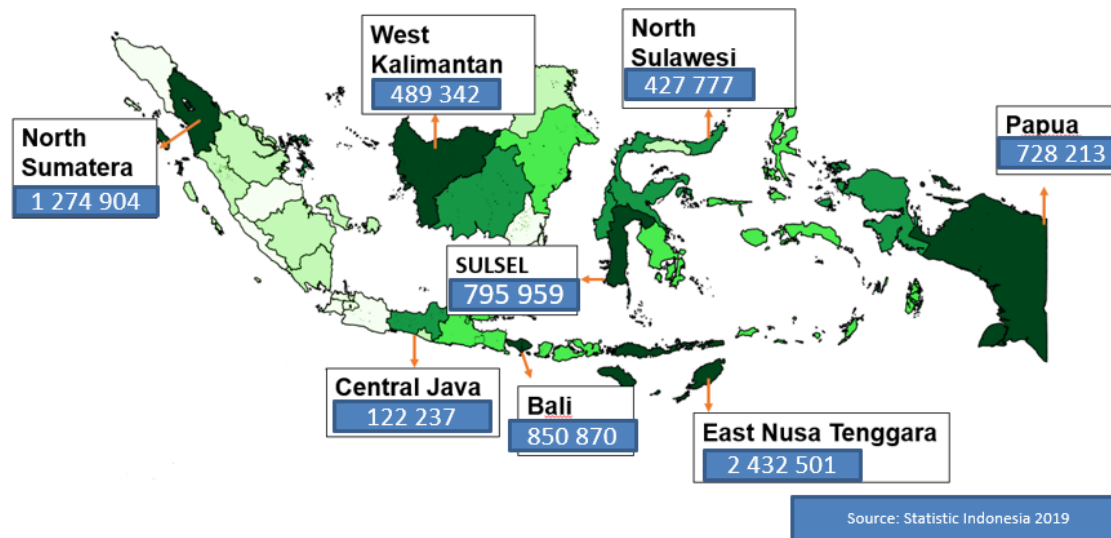 West
Kalimantan
489 342
North
Sulawesi
427 777
North
Sumatera
1 274 904
Papua
728 213
SULSEL
795 959
Central Java
122 237
Bali
850 870
East Nusa Tenggara
2 432 501
Source: Statistic Indonesia 2019